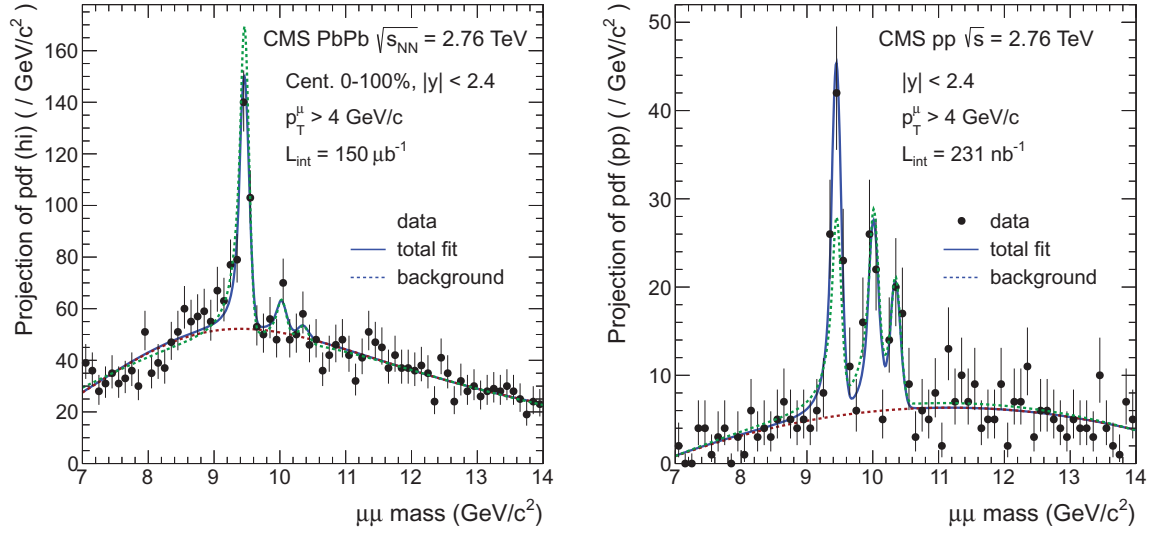 CMS PbPb √s_NN = 2.76 TeV
Cent. 0-100%, |y| < 2.4
p_T^μ > 4 GeV/c
L_int = 150 μb^-1
data
total fit
background
Projection of pdf (hi) ( / GeV/c^2)
160
140
120
100
80
60
40
20
0
7 8 9 10 11 12 13 14
μμ mass (GeV/c^2)
CMS pp √s = 2.76 TeV
|y| < 2.4
p_T^μ > 4 GeV/c
L_int = 231 nb^-1
data
total fit
background
Projection of pdf (pp) ( / GeV/c^2)
50
40
30
20
10
0
7 8 9 10 11 12 13 14
μμ mass (GeV/c^2)